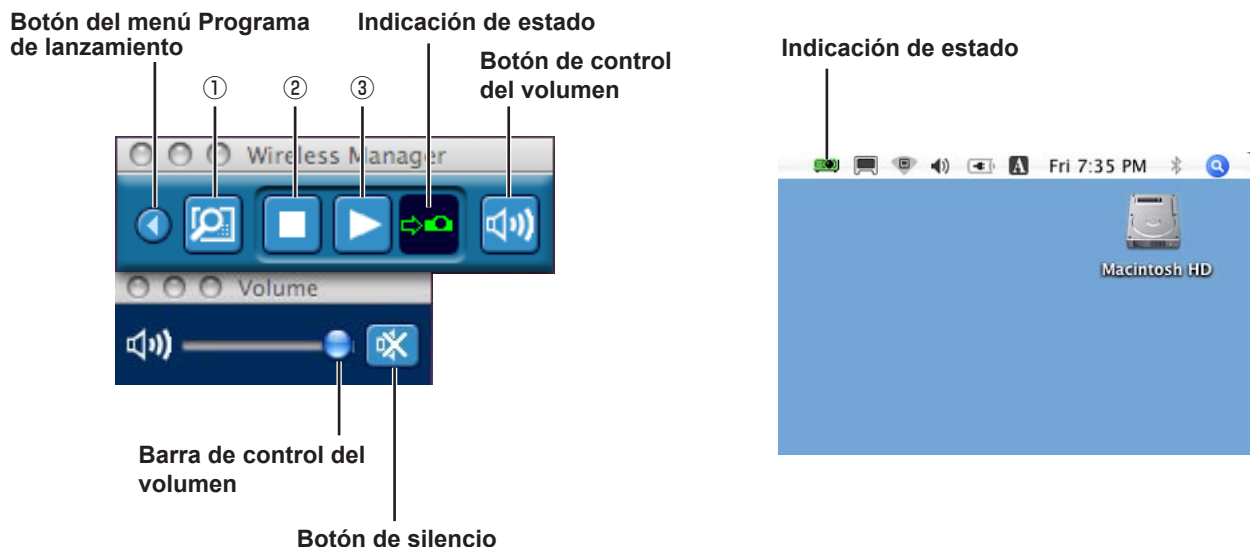 Botón del menú Programa
de lanzamiento
Indicación de estado
Botón de control
del volumen
① ② ③
Wireless Manager
Volume
Barra de control del
volumen
Botón de silencio
Indicación de estado
A Fri 7:35 PM
Macintosh HD